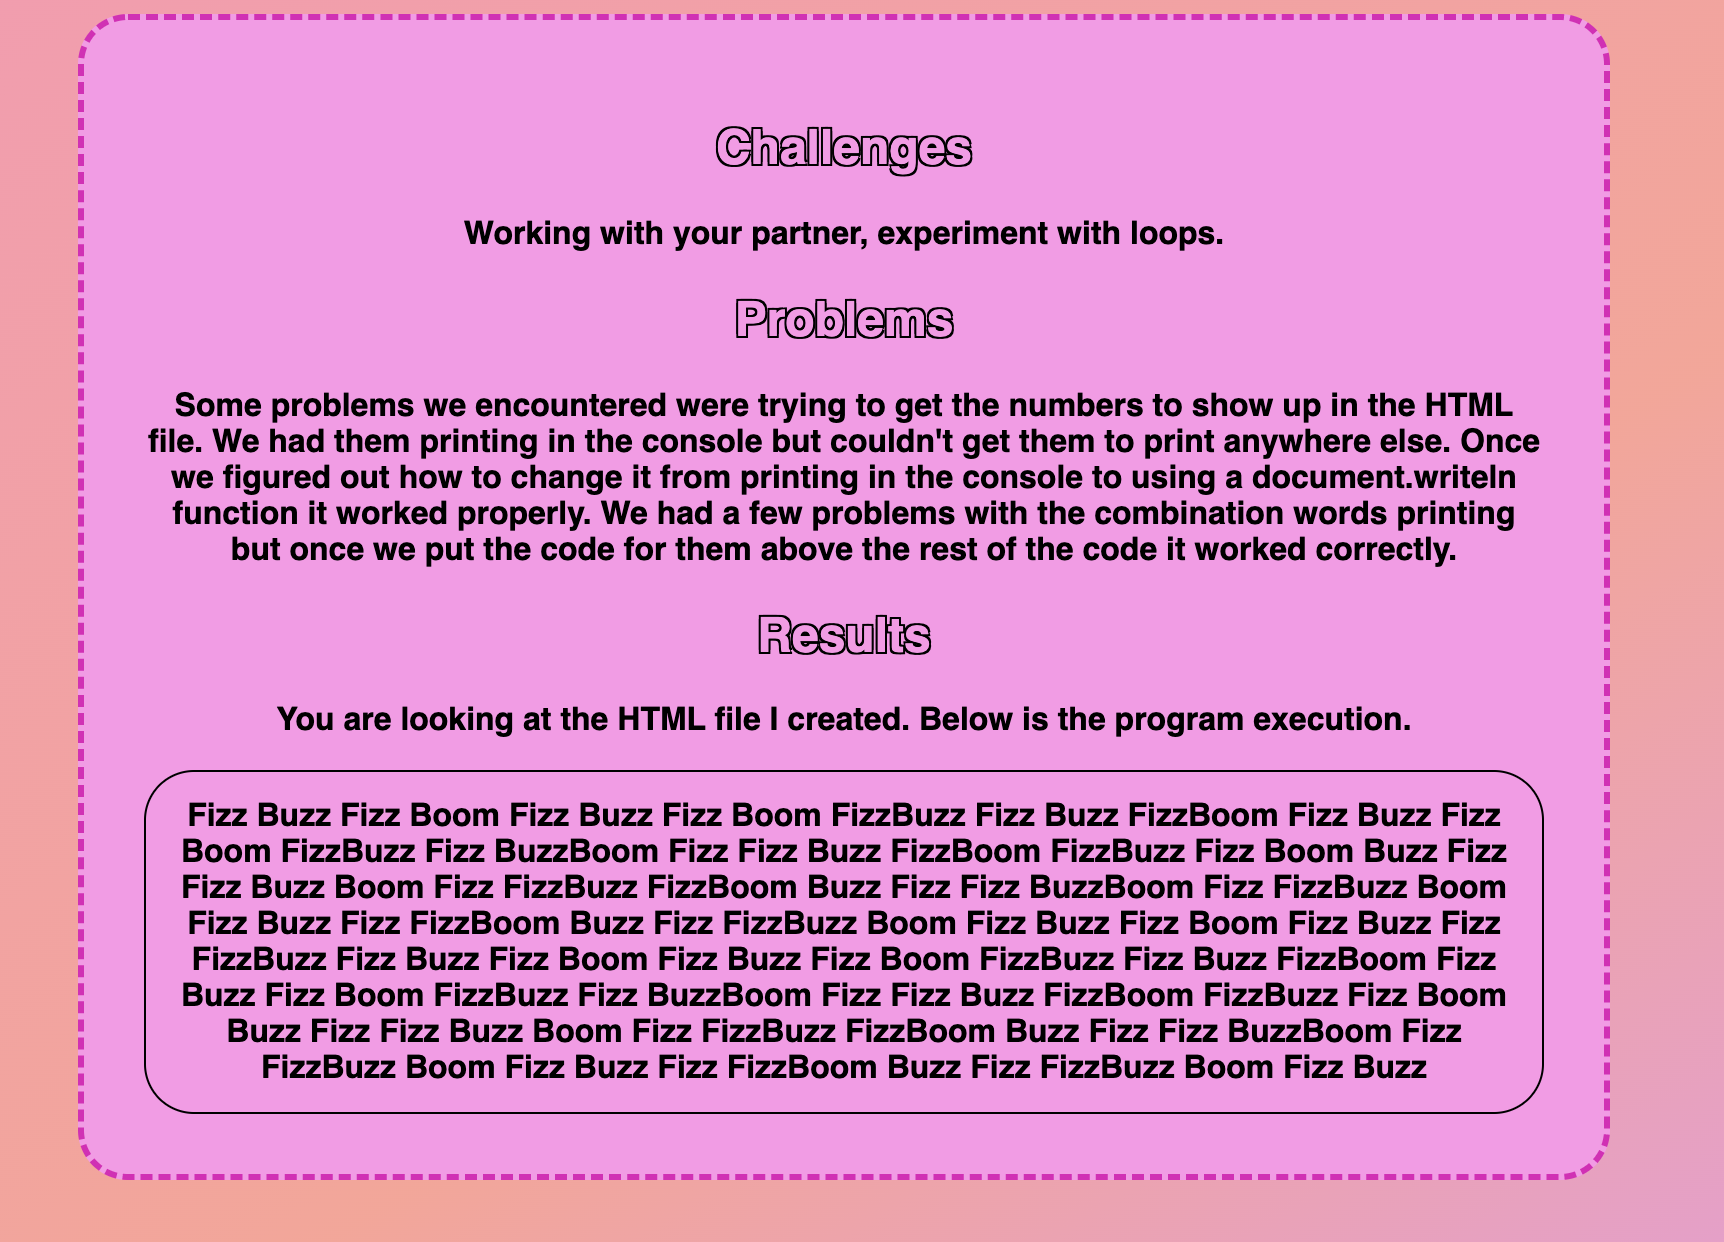 Challenges
Working with your partner, experiment with loops.
Problems
Some problems we encountered were trying to get the numbers to show up in the HTML
file. We had them printing in the console but couldn't get them to print anywhere else. Once
we figured out how to change it from printing in the console to using a document.writeln
function it worked properly. We had a few problems with the combination words printing
but once we put the code for them above the rest of the code it worked correctly.
Results
You are looking at the HTML file I created. Below is the program execution.
Fizz Buzz Fizz Boom Fizz Buzz Fizz Boom FizzBuzz Fizz Buzz FizzBoom Fizz Buzz Fizz
Boom FizzBuzz Fizz BuzzBoom Fizz Fizz Buzz FizzBoom FizzBuzz Fizz Boom Buzz Fizz
Fizz Buzz Boom Fizz FizzBuzz FizzBoom Buzz Fizz Fizz BuzzBoom Fizz FizzBuzz Boom
Fizz Buzz Fizz FizzBoom Buzz Fizz FizzBuzz Boom Fizz Buzz Fizz Boom Fizz Buzz Fizz
FizzBuzz Fizz Buzz Fizz Boom Fizz Buzz Fizz Boom FizzBuzz Fizz Buzz FizzBoom Fizz
Buzz Fizz Boom FizzBuzz Fizz BuzzBoom Fizz Fizz Buzz FizzBoom FizzBuzz Fizz Boom
Buzz Fizz Fizz Buzz Boom Fizz FizzBuzz FizzBoom Buzz Fizz Fizz BuzzBoom Fizz
FizzBuzz Boom Fizz Buzz Fizz FizzBoom Buzz Fizz FizzBuzz Boom Fizz Buzz